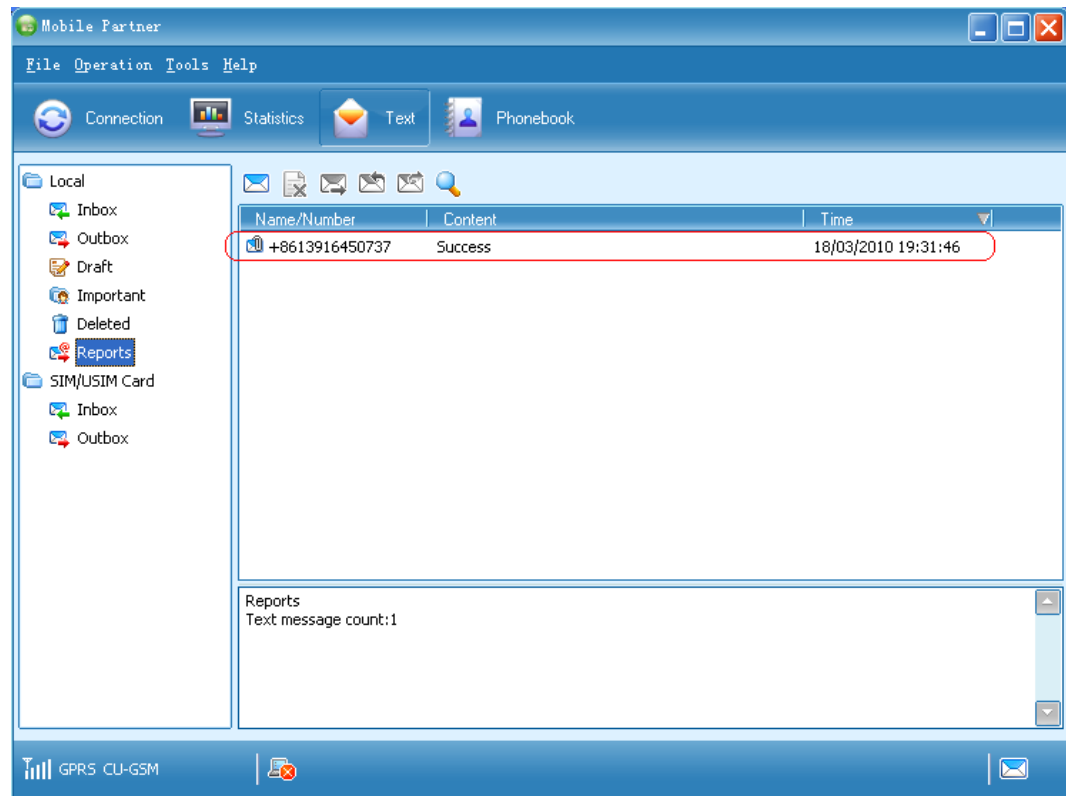 Mobile Partner
File Operation Tools Help
Connection Statistics Text Phonebook
Local
Inbox
Outbox
Draft
Important
Deleted
Reports
SIM/USIM Card
Inbox
Outbox
Name/Number Content Time
+8613916450737 Success 18/03/2010 19:31:46
Reports
Text message count:1
GPRS CU-GSM